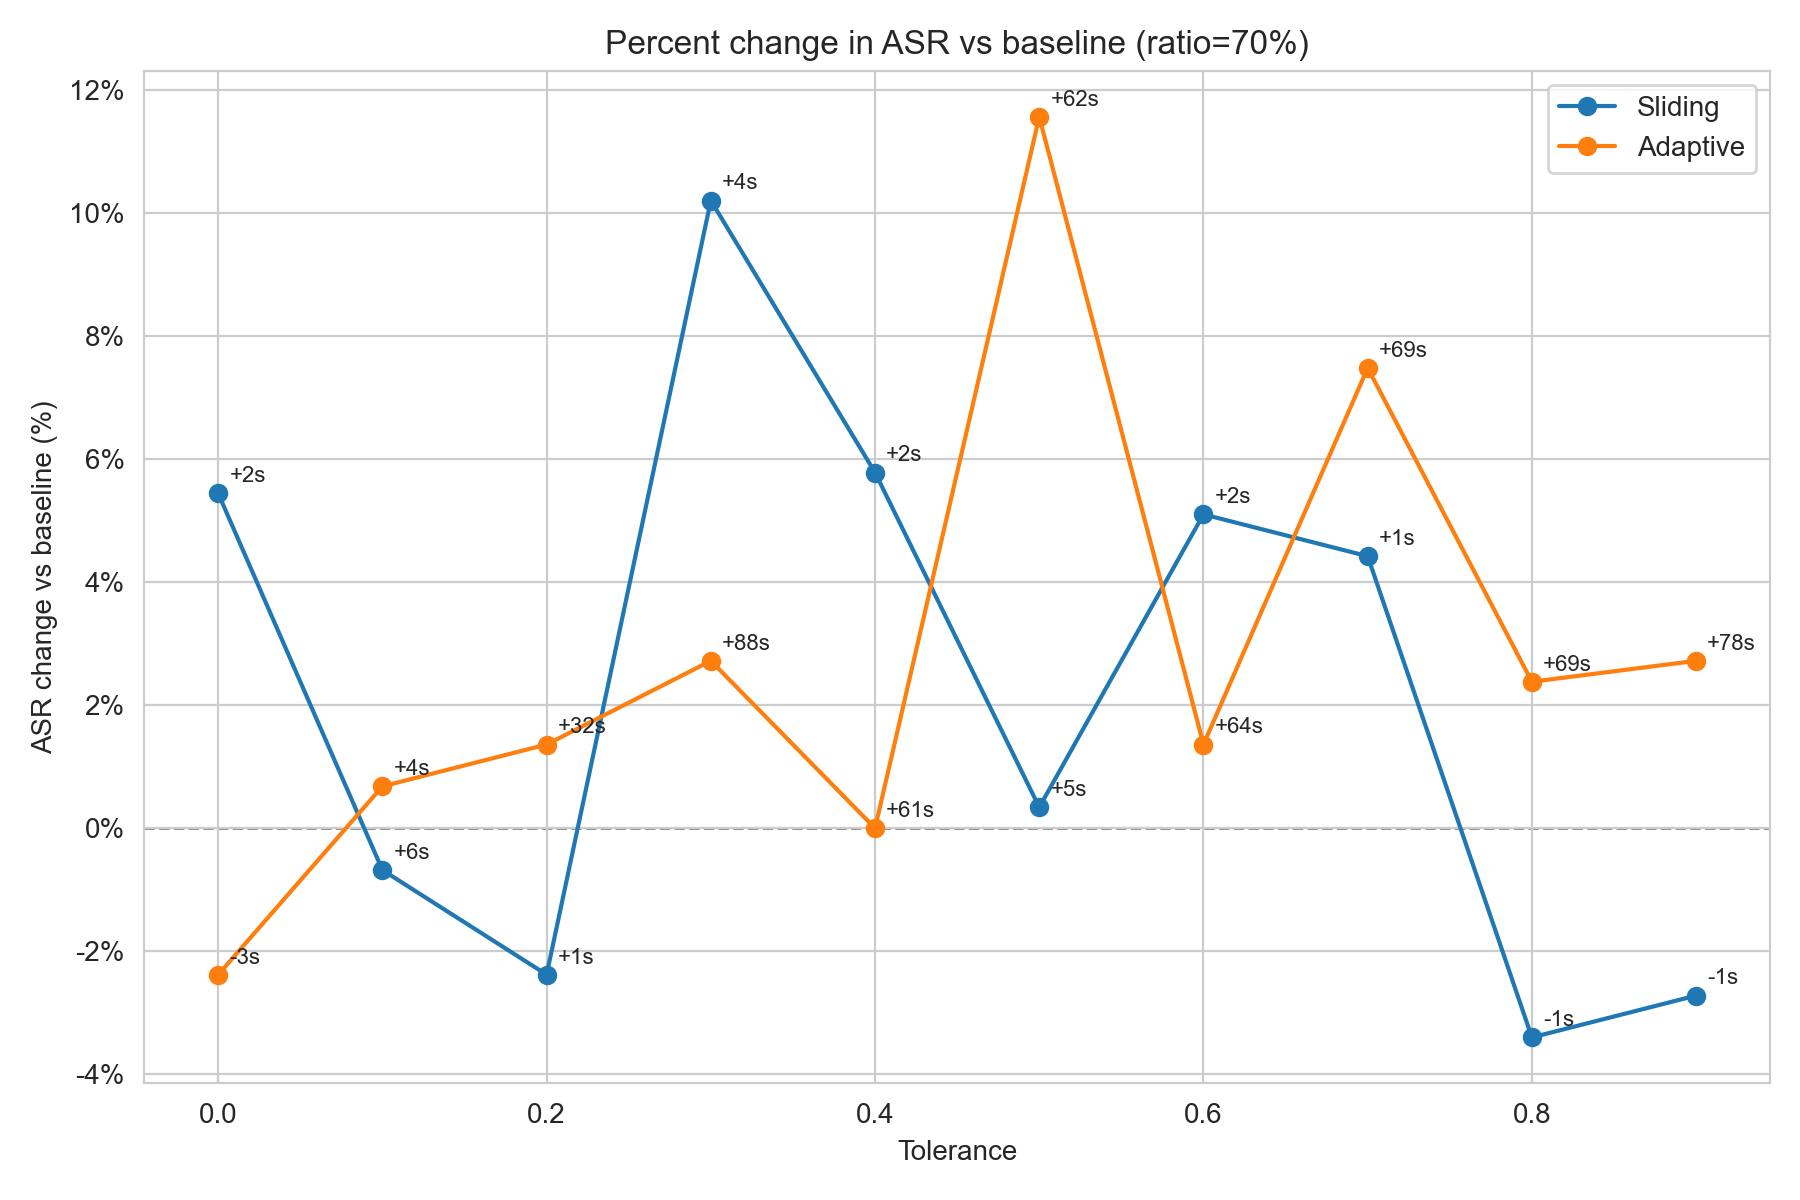 Percent change in ASR vs baseline (ratio=70%)
12%
10%
8%
6%
4%
2%
0%
-2%
-4%
ASR change vs baseline (%)
+2s
+6s
+1s
+4s
+2s
+5s
+2s
+1s
-1s
-1s
-3s
+4s
+32s
+88s
+61s
+62s
+64s
+69s
+69s
+78s
Sliding
Adaptive
0.0 0.2 0.4 0.6 0.8
Tolerance